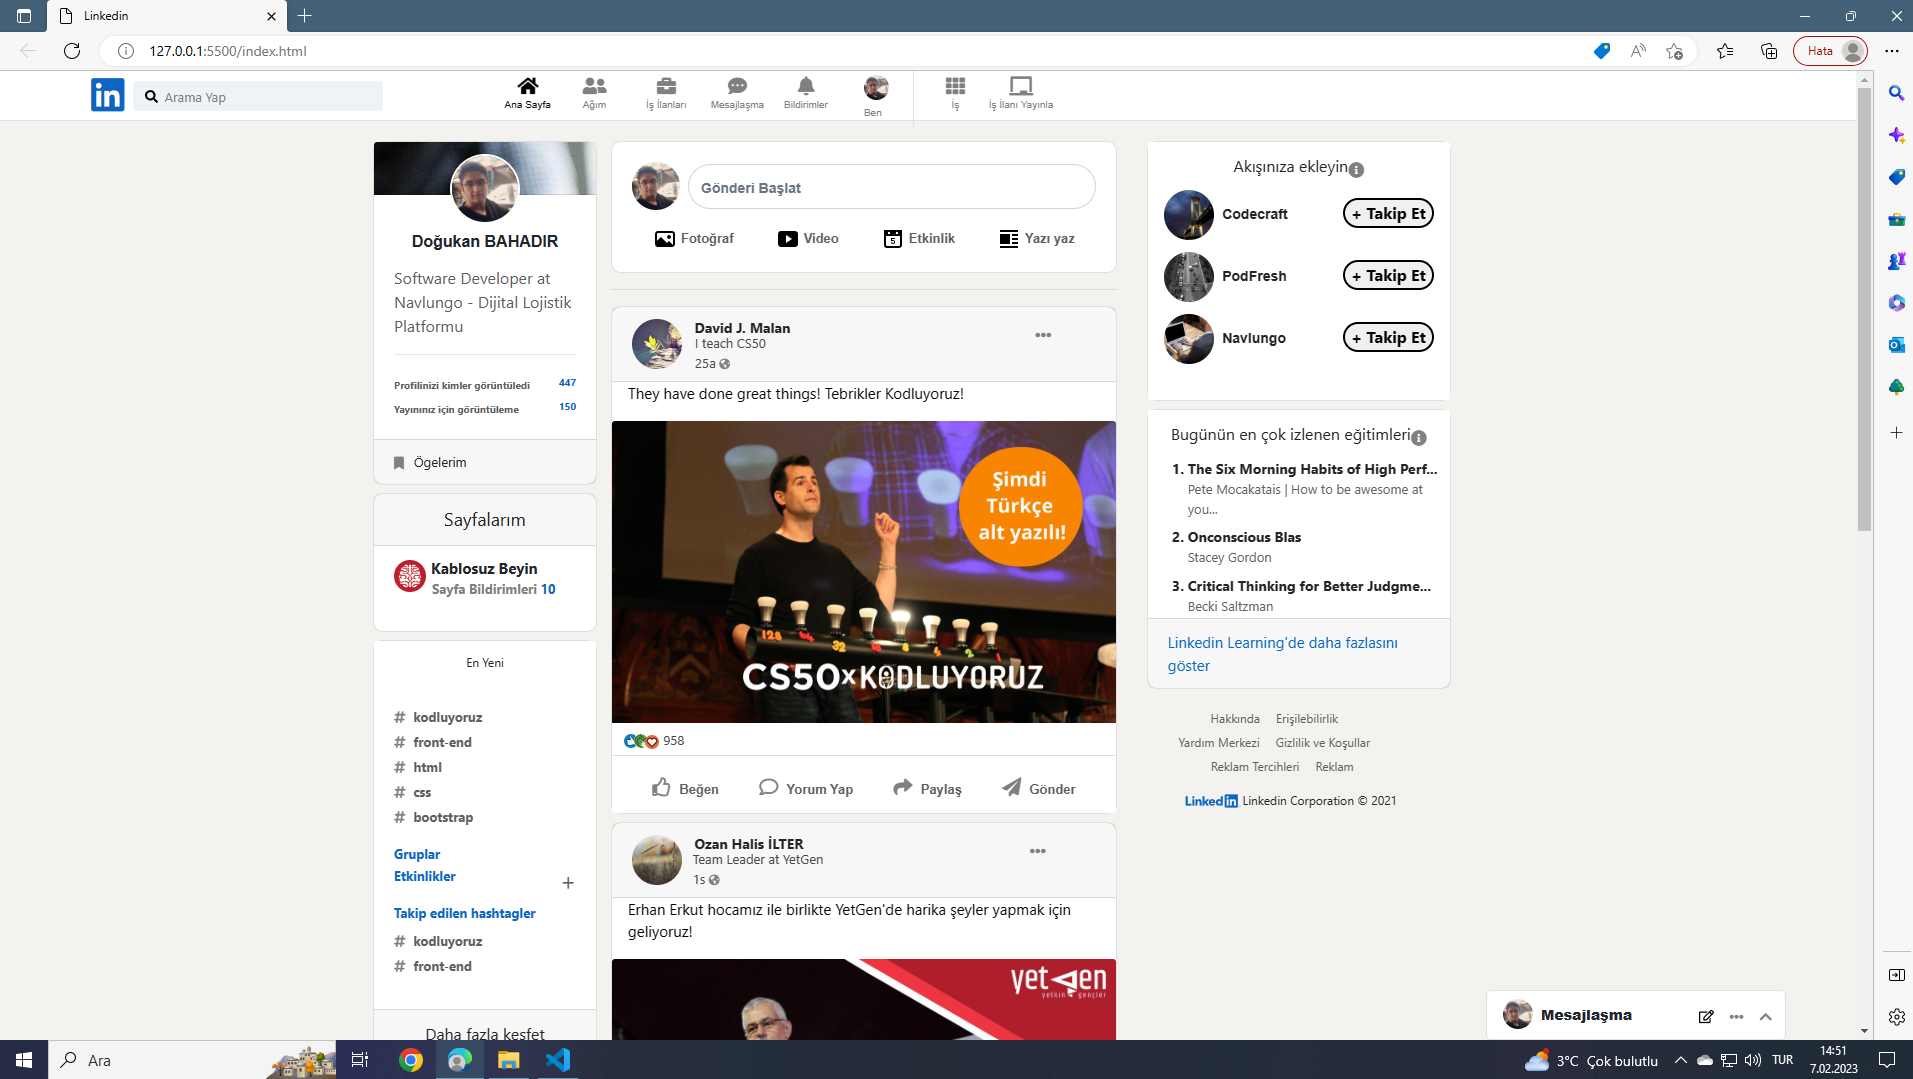 Linkedin
127.0.0.1:5500/index.html
Hata
in
Arama Yap
Ana Sayfa
Ağım
İş İlanları
Mesajlaşma
Bildirimler
Ben
İş
İş İlanı Yayınla
Doğukan BAHADIR
Software Developer at
Navlungo - Dijital Lojistik
Platformu
Profilinizi kimler görüntüledi 447
Yayınınız için görüntüleme 150
Ögelerim
Sayfalarım
Kablosuz Beyin
Sayfa Bildirimleri 10
En Yeni
# kodluyoruz
# front-end
# html
# css
# bootstrap
Gruplar
Etkinlikler
+
Takip edilen hashtagler
# kodluyoruz
# front-end
Daha fazla keşfet
Gönderi Başlat
Fotoğraf
Video
5
Etkinlik
Yazı yaz
David J. Malan
I teach CS50
25a
They have done great things! Tebrikler Kodluyoruz!
Şimdi
Türkçe
alt yazılı!
128 64 32 16 8 4 2 1
CS50xKODLUYORUZ
958
Beğen
Yorum Yap
Paylaş
Gönder
Ozan Halis İLTER
Team Leader at YetGen
1s
Erhan Erkut hocamız ile birlikte YetGen'de harika şeyler yapmak için
geliyoruz!
yetgen
yetkin gençler
Akışınıza ekleyin
Codecraft
+ Takip Et
PodFresh
+ Takip Et
Navlungo
+ Takip Et
Bugünün en çok izlenen eğitimleri
1. The Six Morning Habits of High Perf...
Pete Mocakatais | How to be awesome at
you...
2. Onconscious Blas
Stacey Gordon
3. Critical Thinking for Better Judgme...
Becki Saltzman
Linkedin Learning'de daha fazlasını
göster
Hakkında Erişilebilirlik
Yardım Merkezi Gizlilik ve Koşullar
Reklam Tercihleri Reklam
Linkedin Linkedin Corporation © 2021
Mesajlaşma
Ara
3°C Çok bulutlu
TUR
14:51
7.02.2023